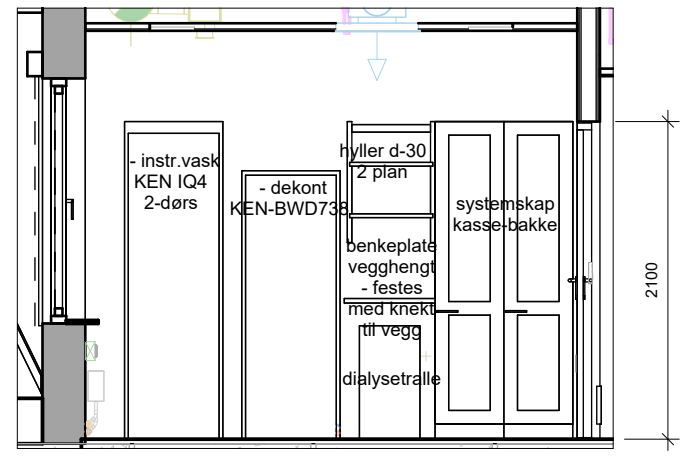 - instr.vask
KEN IQ4
2-dørs
- dekont
KEN-BWD738
hyller d-30
2 plan
benkeplate
vegghengt
- festes
med knekt
til vegg
dialysetralle
systemskap
kasse-bakke
2100